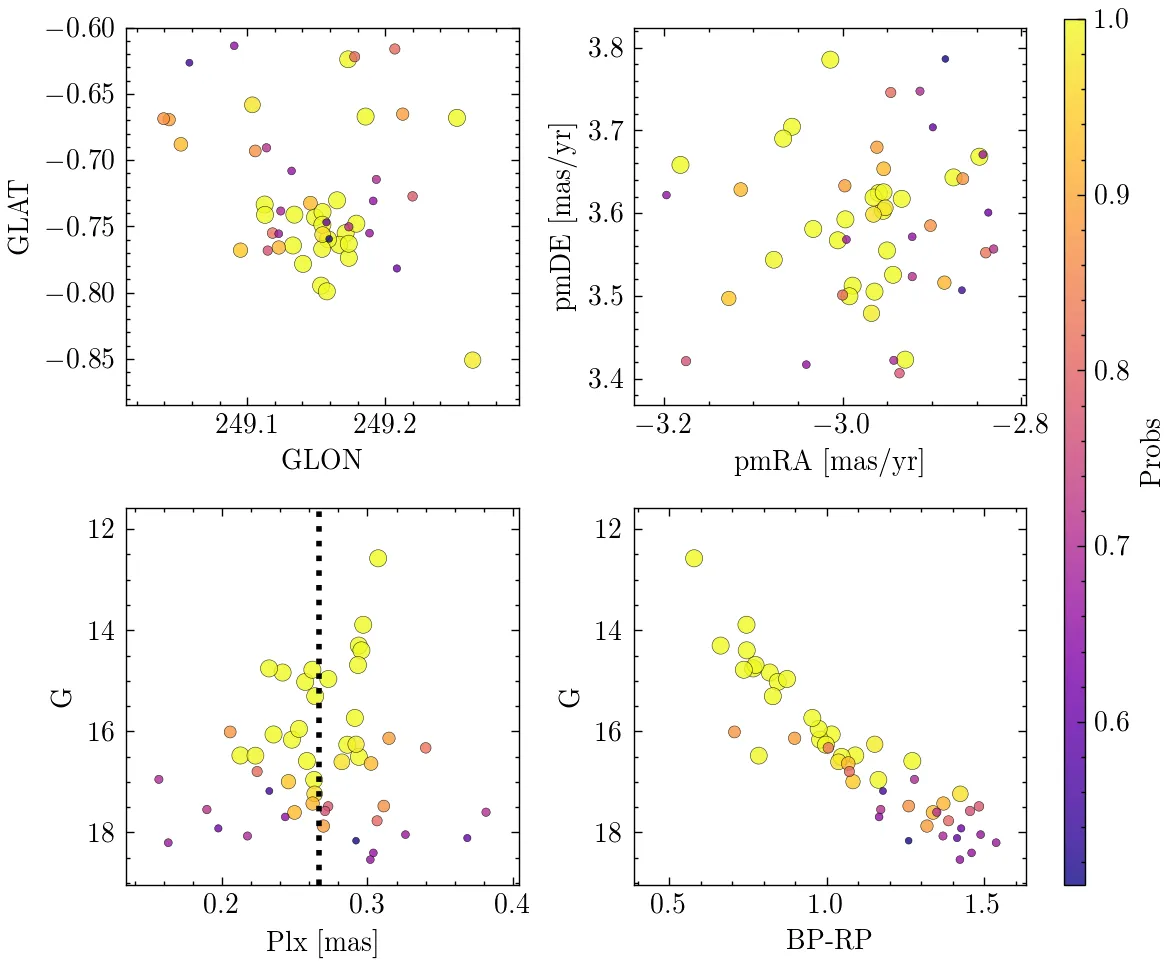 −0.60
−0.65
−0.70
−0.75
−0.80
−0.85
GLAT
249.1 249.2
GLON
3.8
3.7
3.6
3.5
3.4
pmDE [mas/yr]
−3.2 −3.0 −2.8
pmRA [mas/yr]
12
14
16
18
G
0.2 0.3 0.4
Plx [mas]
12
14
16
18
G
0.5 1.0 1.5
BP-RP
1.0
0.9
0.8
0.7
0.6
Probs